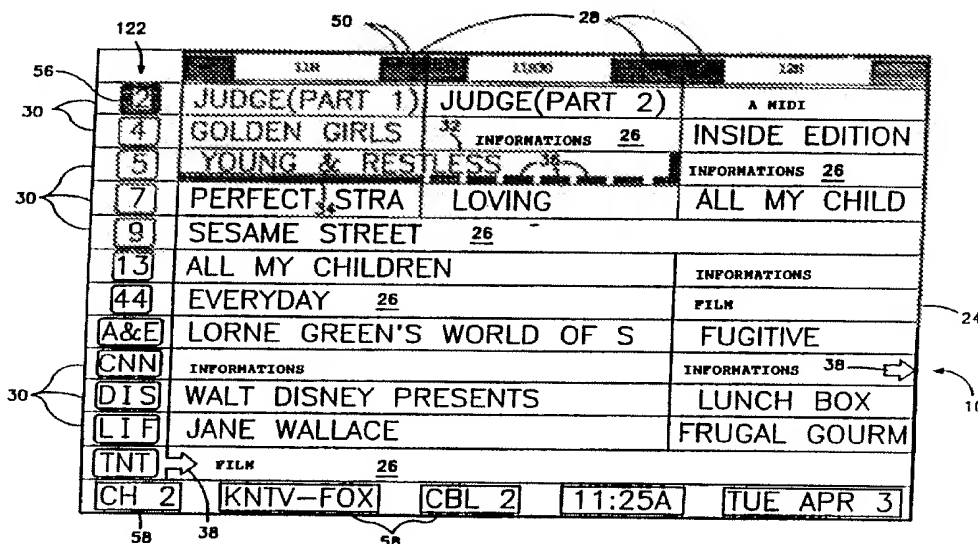 50 28
122
11H 11H30 12H
56
2 JUDGE(PART 1) JUDGE(PART 2) A MIDI
30
4 GOLDEN GIRLS 32 INFORMATIONS 26 INSIDE EDITION
5 YOUNG & RESTLESS 36 INFORMATIONS 26
30
7 PERFECT STRA LOVING ALL MY CHILD
34
9 SESAME STREET 26
13 ALL MY CHILDREN INFORMATIONS
44 EVERYDAY 26 FILM
24
A&E LORNE GREEN'S WORLD OF S FUGITIVE
CNN INFORMATIONS INFORMATIONS 38
30
DIS WALT DISNEY PRESENTS LUNCH BOX
10
LIF JANE WALLACE FRUGAL GOURM
TNT FILM 26
CH 2 KNTV-FOX CBL 2 11:25A TUE APR 3
58 38 58